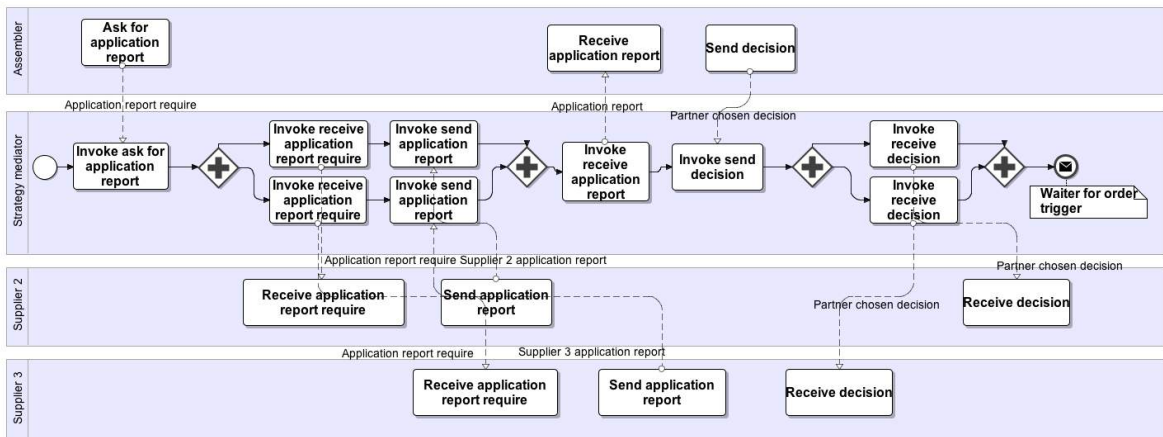 Assembler
Ask for
application
report
Receive
application report
Send decision
Application report require
Application report
Partner chosen decision
Strategy mediator
Invoke ask for
application
report
Invoke receive
application
report require
Invoke send
application
report
Invoke receive
application
report require
Invoke send
application
report
Invoke
receive
application
report
Invoke send
decision
Invoke
receive
decision
Invoke
receive
decision
Waiter for order
trigger
Application report require
Supplier 2 application report
Partner chosen decision
Supplier 2
Receive application
report require
Send application
report
Partner chosen decision
Receive decision
Application report require
Supplier 3 application report
Supplier 3
Receive application
report require
Send application
report
Receive decision